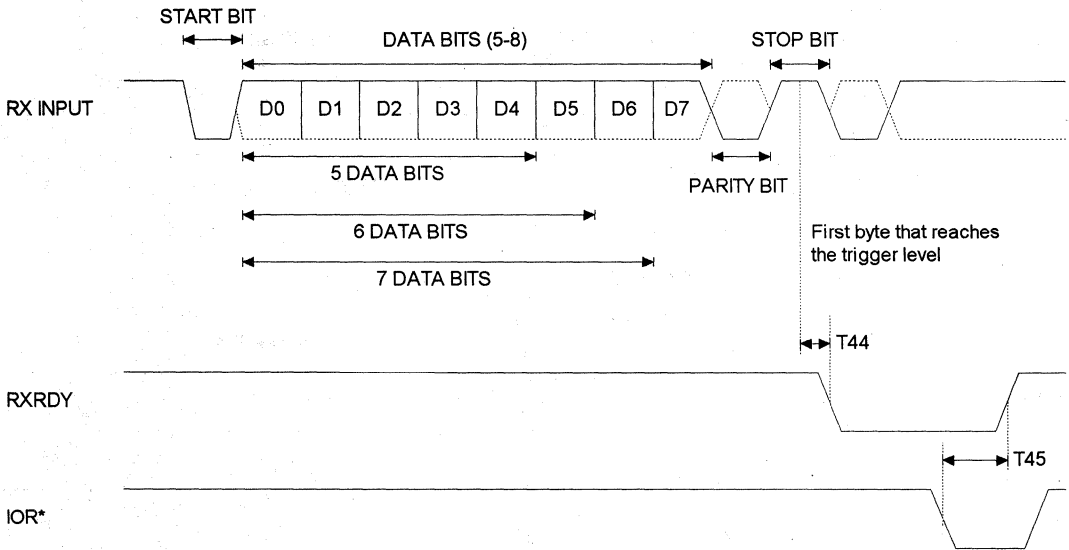 START BIT
DATA BITS (5-8)
STOP BIT
RX INPUT
D0 D1 D2 D3 D4 D5 D6 D7
5 DATA BITS
PARITY BIT
6 DATA BITS
First byte that reaches
the trigger level
7 DATA BITS
T44
RXRDY
T45
IOR*